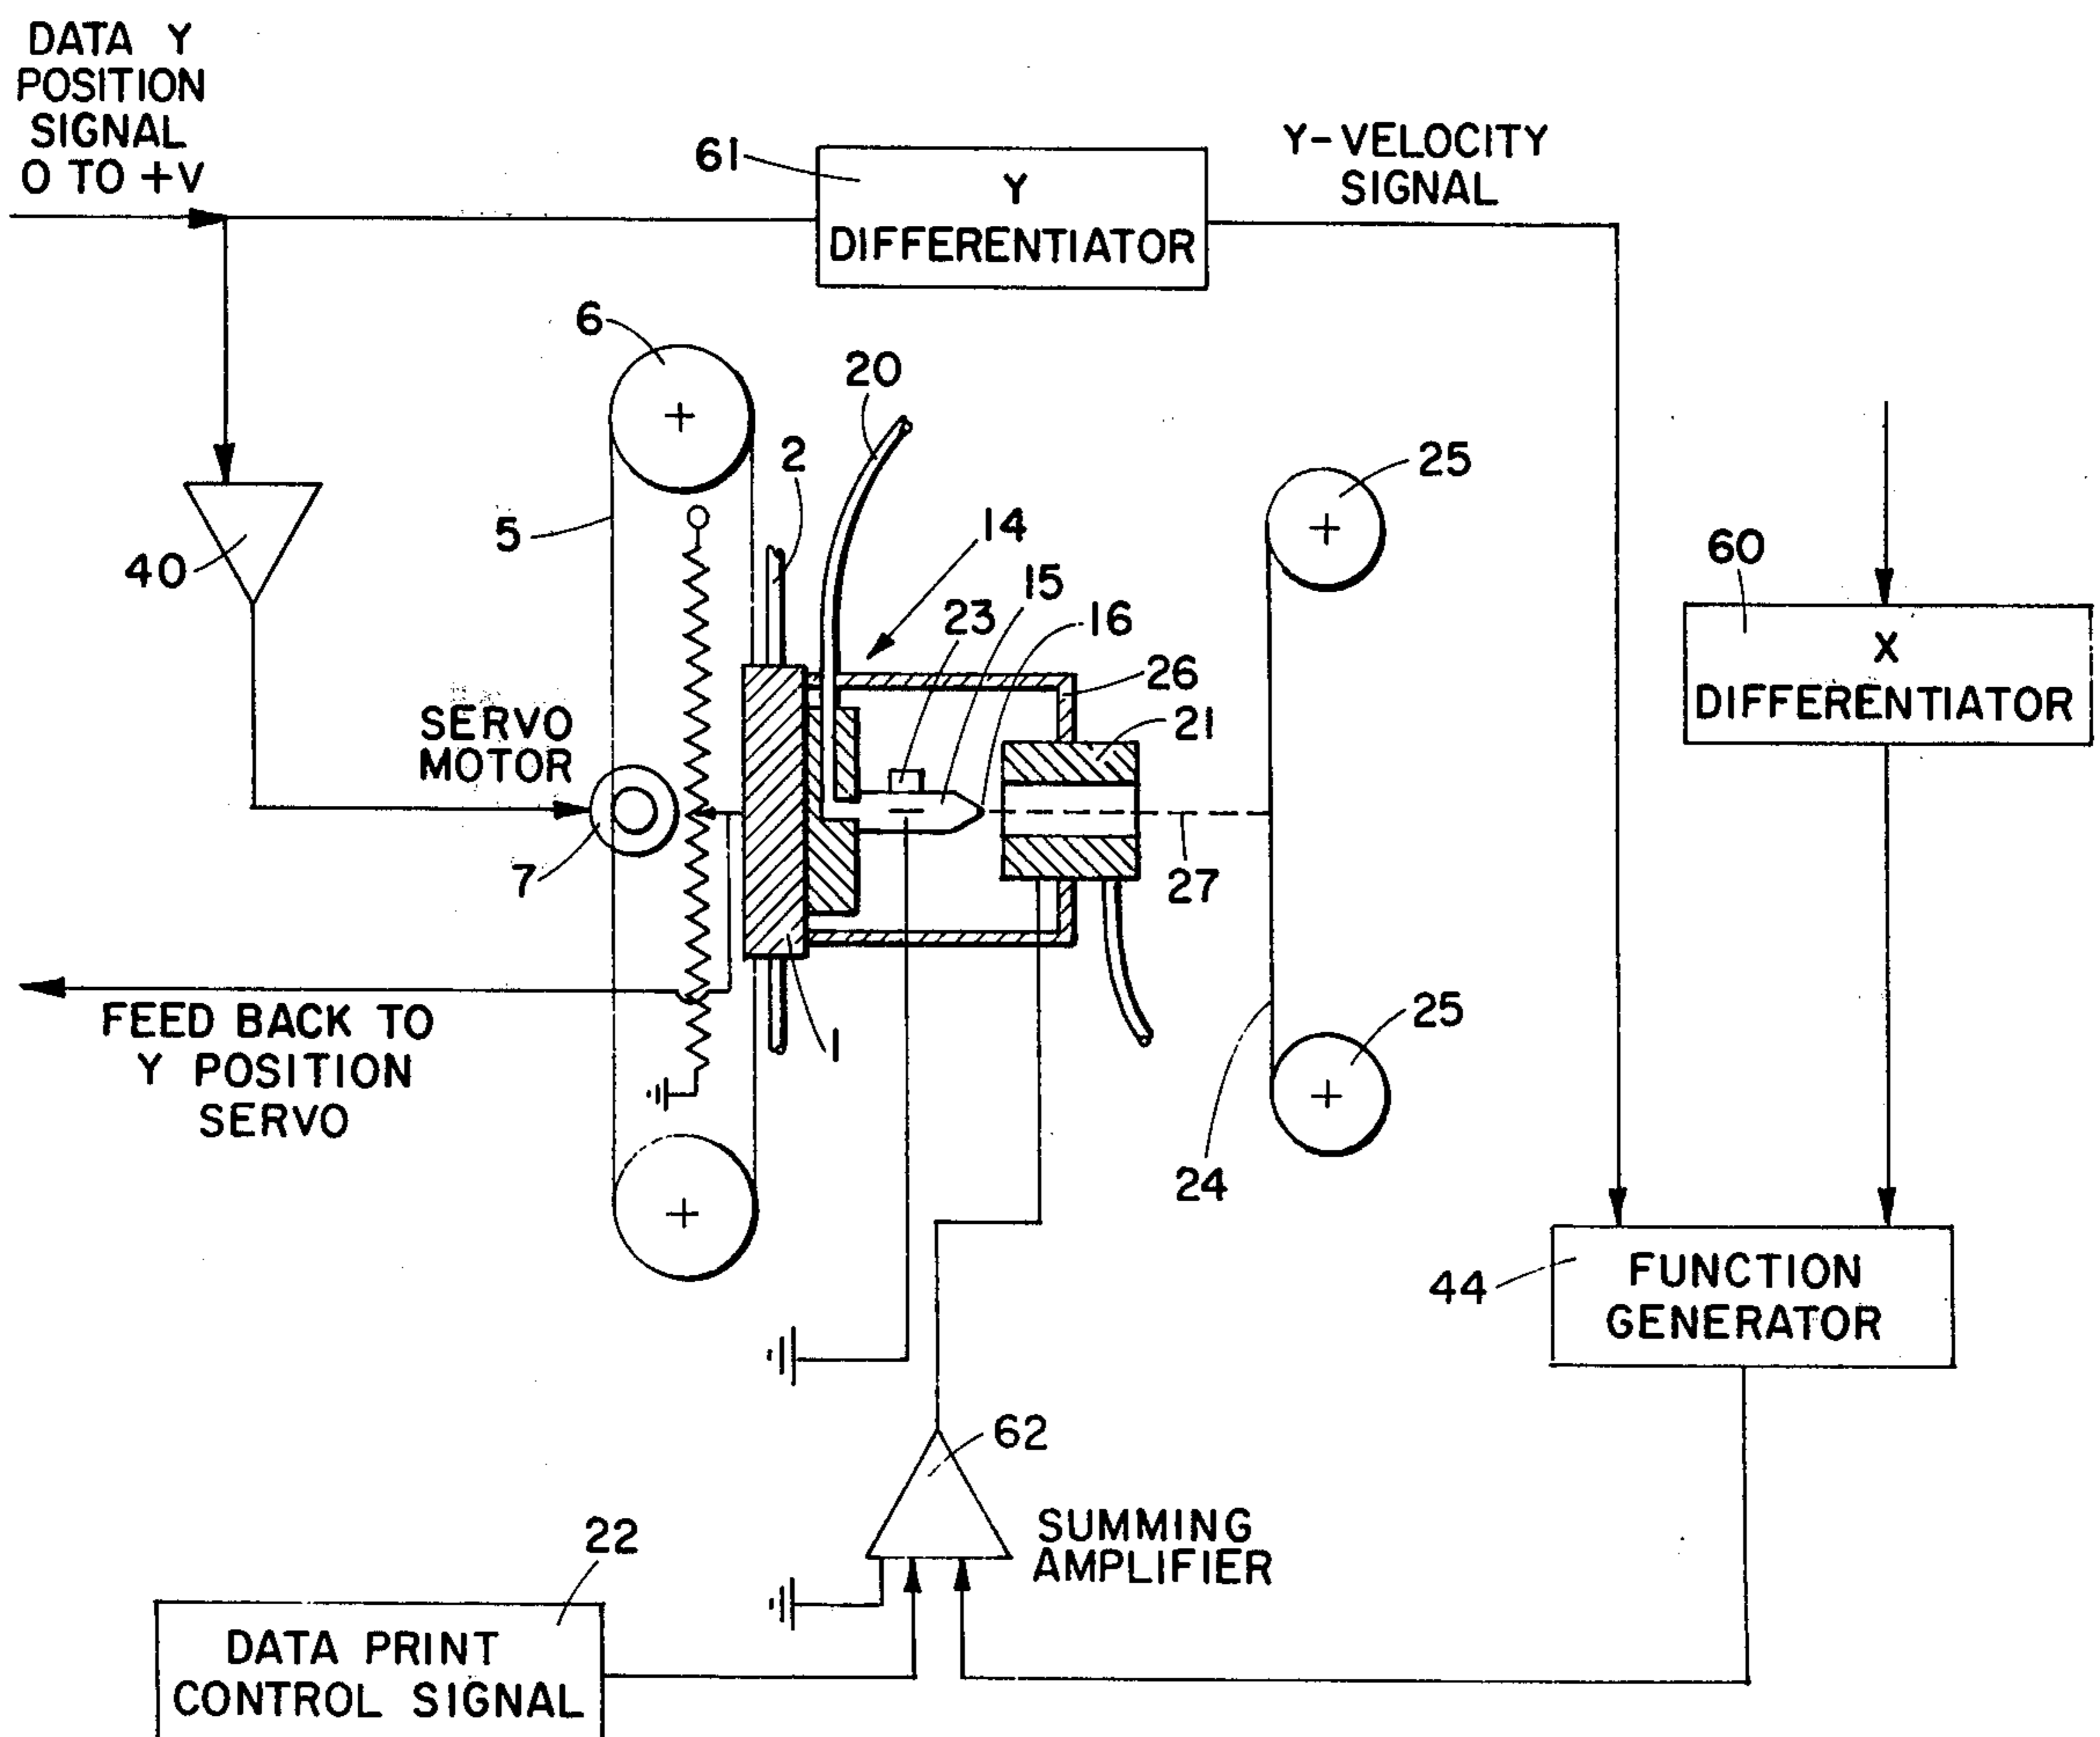 DATA Y
POSITION
SIGNAL
0 TO +V
61
Y
DIFFERENTIATOR
Y-VELOCITY
SIGNAL
6
20
2
25
5
14
40
15
60
23
16
X
DIFFERENTIATOR
26
21
SERVO
MOTOR
7
27
FEED BACK TO
Y POSITION
SERVO
1
25
24
44
FUNCTION
GENERATOR
62
SUMMING
AMPLIFIER
22
DATA PRINT
CONTROL SIGNAL